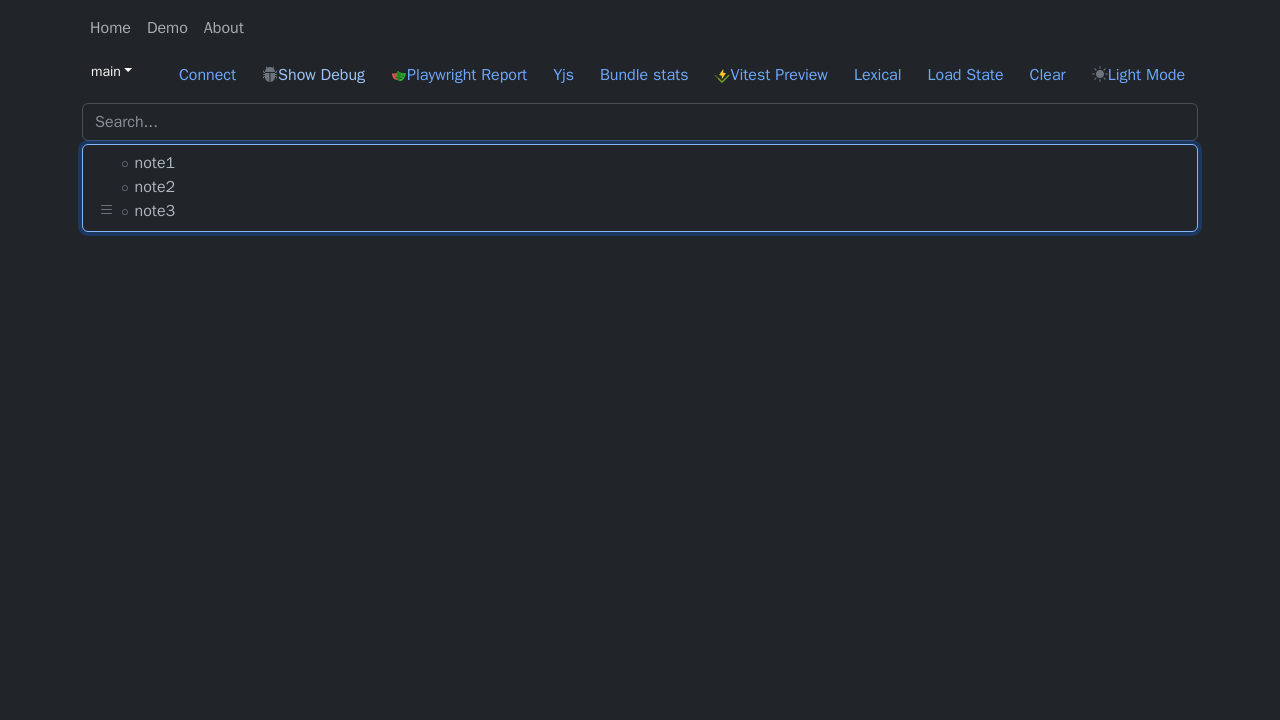 Home Demo About
main Connect Show Debug Playwright Report Yjs Bundle stats Vitest Preview Lexical Load State Clear Light Mode
Search...
note1
note2
note3